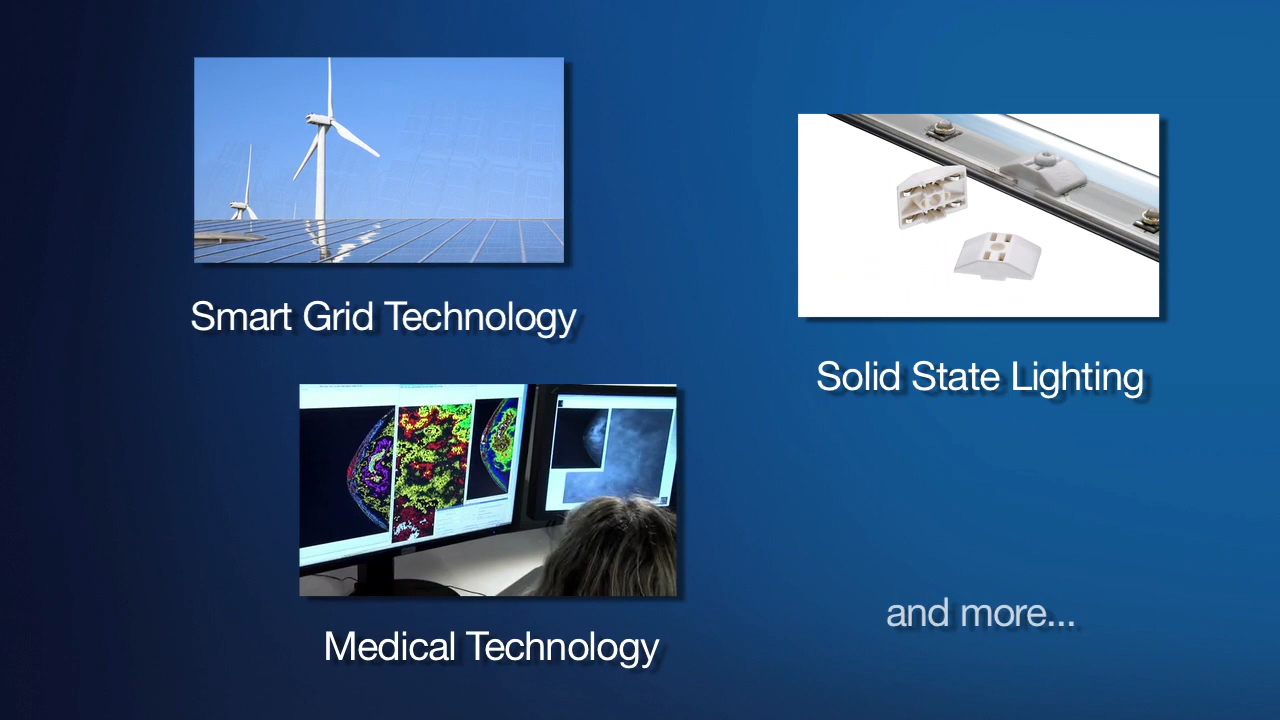 Smart Grid Technology
Solid State Lighting
Medical Technology
and more...